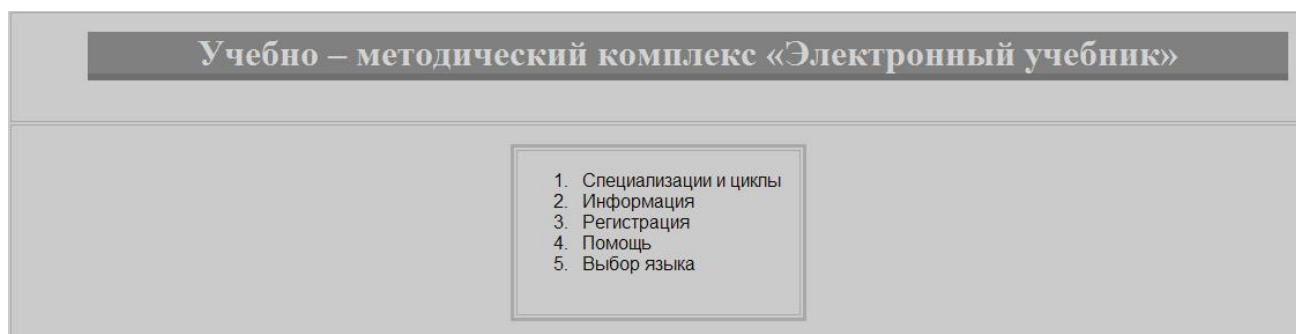 Учебно – методический комплекс «Электронный учебник»
1. Специализации и циклы
2. Информация
3. Регистрация
4. Помощь
5. Выбор языка